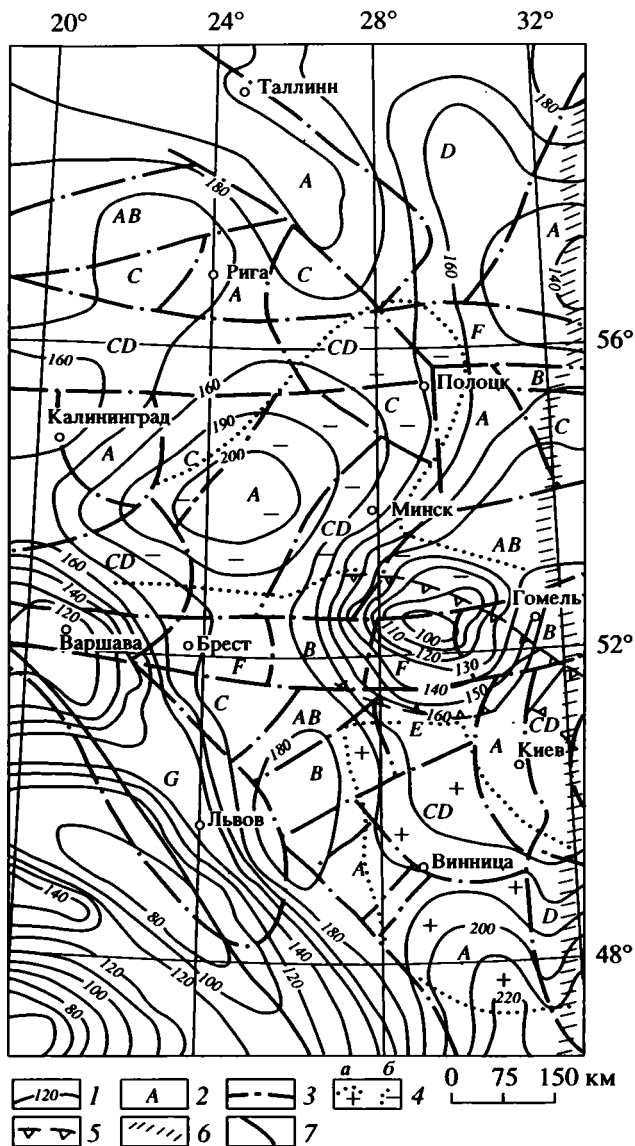 20° 24° 28° 32°
180
Таллинн
D
180
A
AB
A
C
Рига
C
160
140
A
F
CD
CD
56°
160
160
Полоцк
B
Калининград
190
C
A
C
C
A
200
A
Минск
CD
CD
AB
160
140
120
Гомель
110
100
Варшава
Брест
B
120
130
B
52°
F
F
140
150
C
AB
160
E
CD
180
B
A
Киев
G
CD
Львов
A
Винница
140
80
D
180
200
140
A
120
100
120
48°
120
100
220
80
120 1 A 2 3 а б 4 0 75 150 км
5 6 7